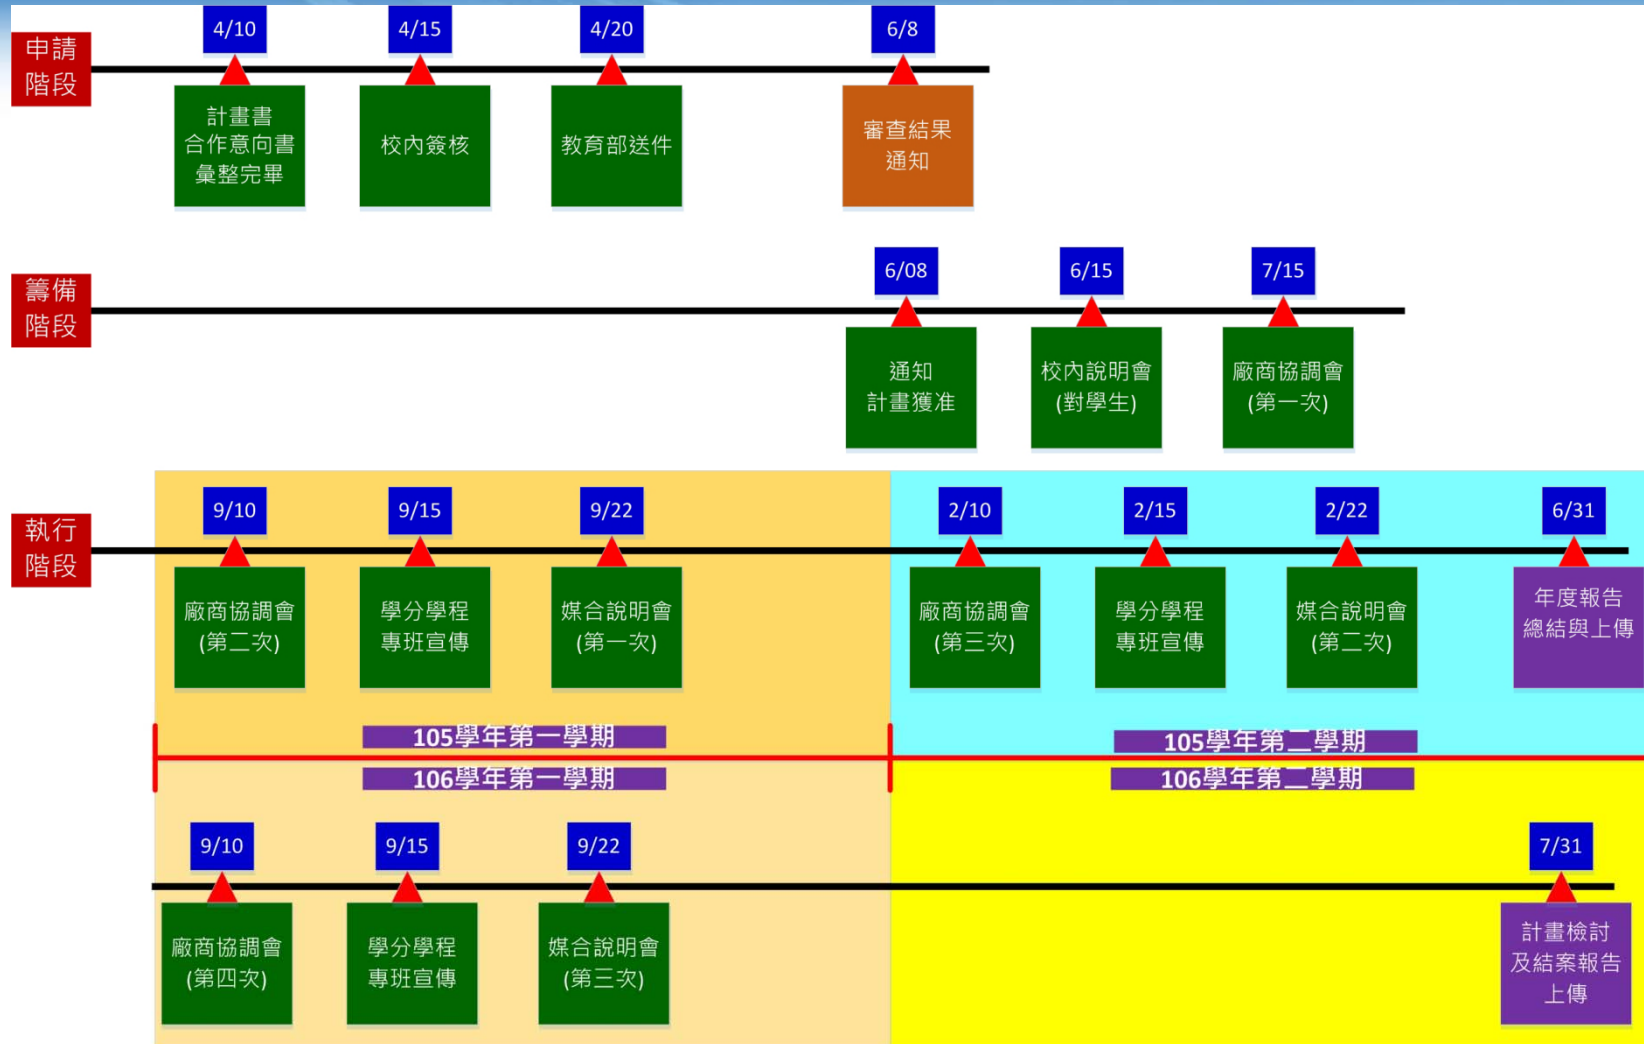 申請
階段
4/10
4/15
4/20
6/8
計畫書
合作意向書
彙整完畢
校內簽核
教育部送件
審查結果
通知
籌備
階段
6/08
6/15
7/15
通知
計畫獲准
校內說明會
(對學生)
廠商協調會
(第一次)
執行
階段
9/10
9/15
9/22
2/10
2/15
2/22
6/31
廠商協調會
(第二次)
學分學程
專班宣傳
媒合說明會
(第一次)
廠商協調會
(第三次)
學分學程
專班宣傳
媒合說明會
(第二次)
年度報告
總結與上傳
105學年第一學期
105學年第二學期
106學年第一學期
106學年第二學期
9/10
9/15
9/22
7/31
廠商協調會
(第四次)
學分學程
專班宣傳
媒合說明會
(第三次)
計畫檢討
及結案報告
上傳